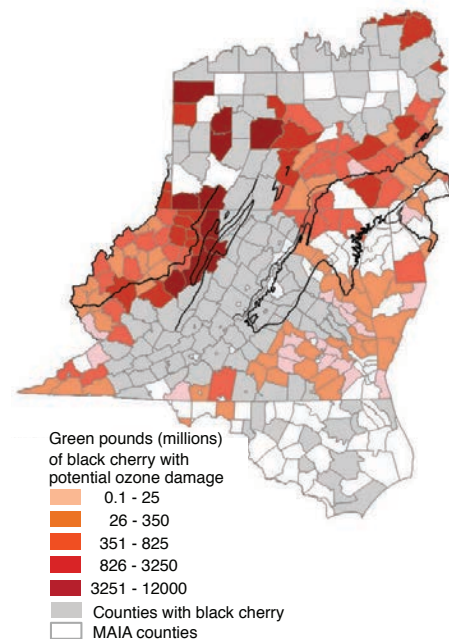 Green pounds (millions)
of black cherry with
potential ozone damage
0.1 - 25
26 - 350
351 - 825
826 - 3250
3251 - 12000
Counties with black cherry
MAIA counties